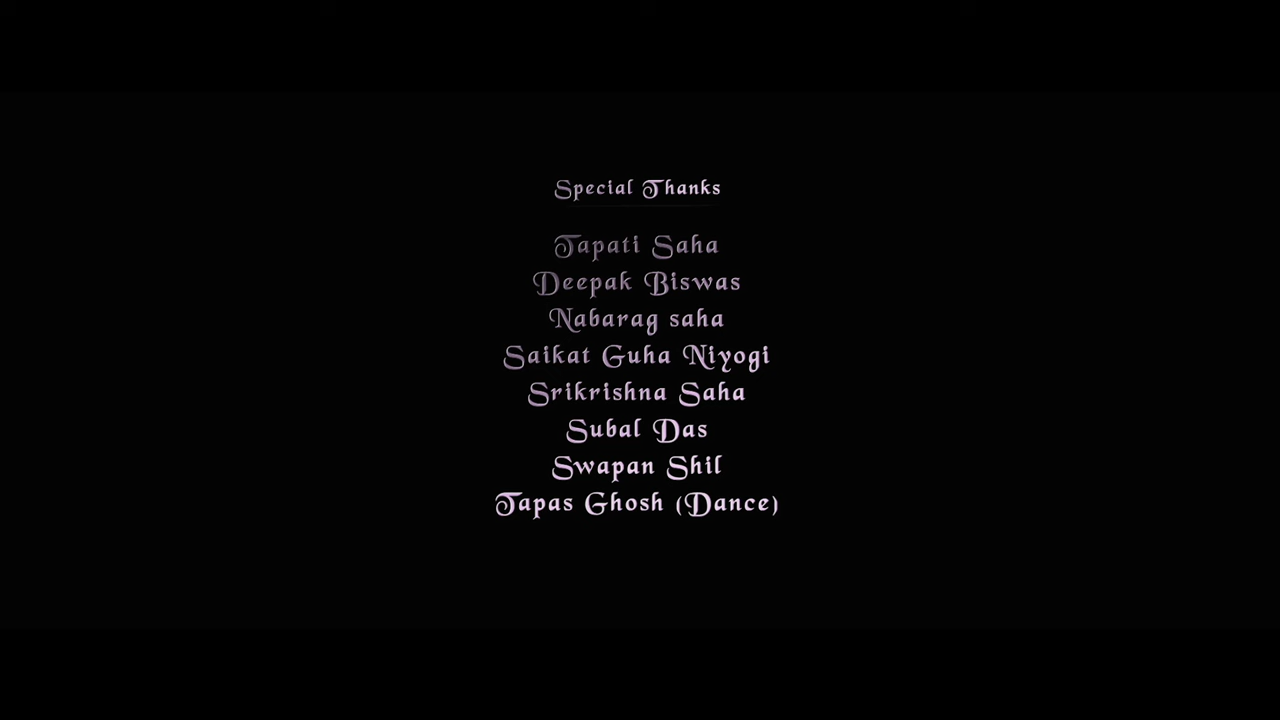 Special Thanks
Tapati Saha
Deepak Biswas
Nabarag saha
Saikat Guha Niyogi
Srikrishna Saha
Subal Das
Swapan Shil
Tapas Ghosh (Dance)